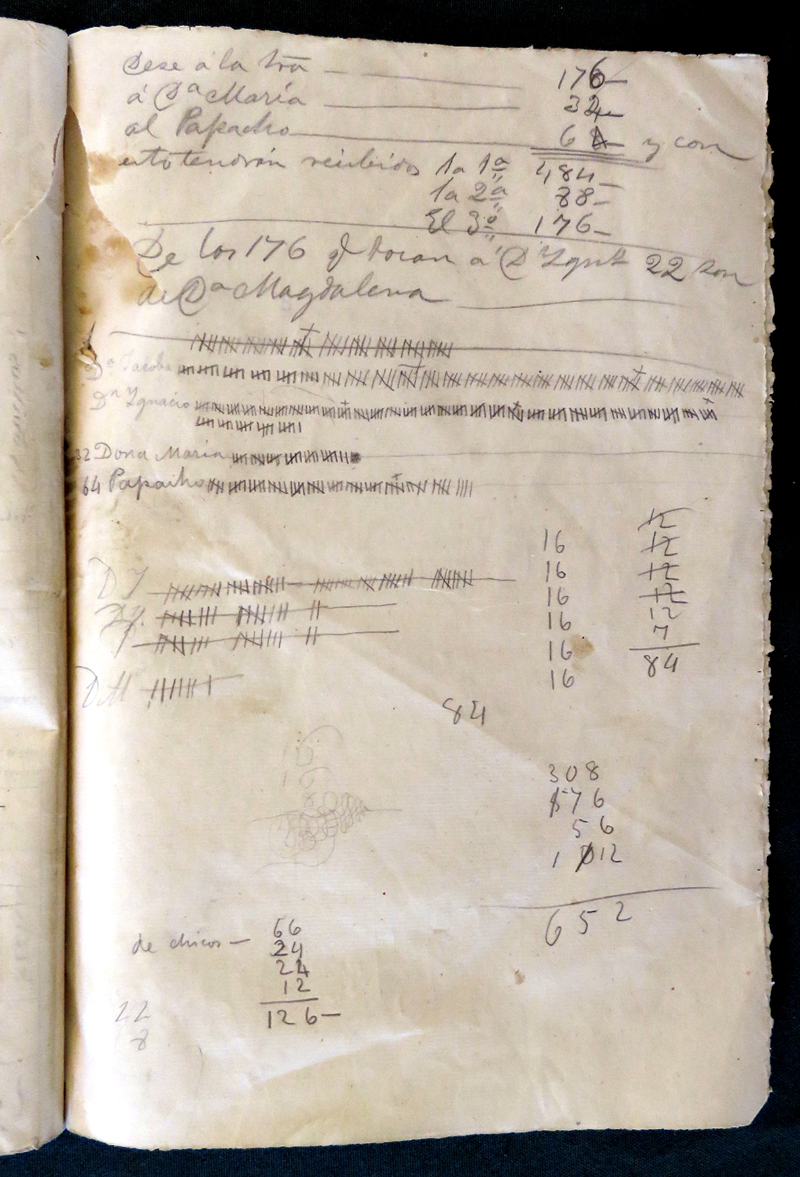 Dese á la tra — 176—
á Dª María — 32—
al Papacho — 64— y con
esto tendrán recibidos la 1ª 484—
la 2ª 88—
El 3º 176—
De los 176 q tocan á Dⁿ Ygnº 22 son
de Dª Magdalena —
Dª Jacoba
Dⁿ Ygnacio
32 Dona Maria
64 Papacho
12
16 12
16 12
16 12
16 12
16 7
16 84
D M
84
308
176
56
112
652
de chicos — 66
24
24
12
126—
22
8